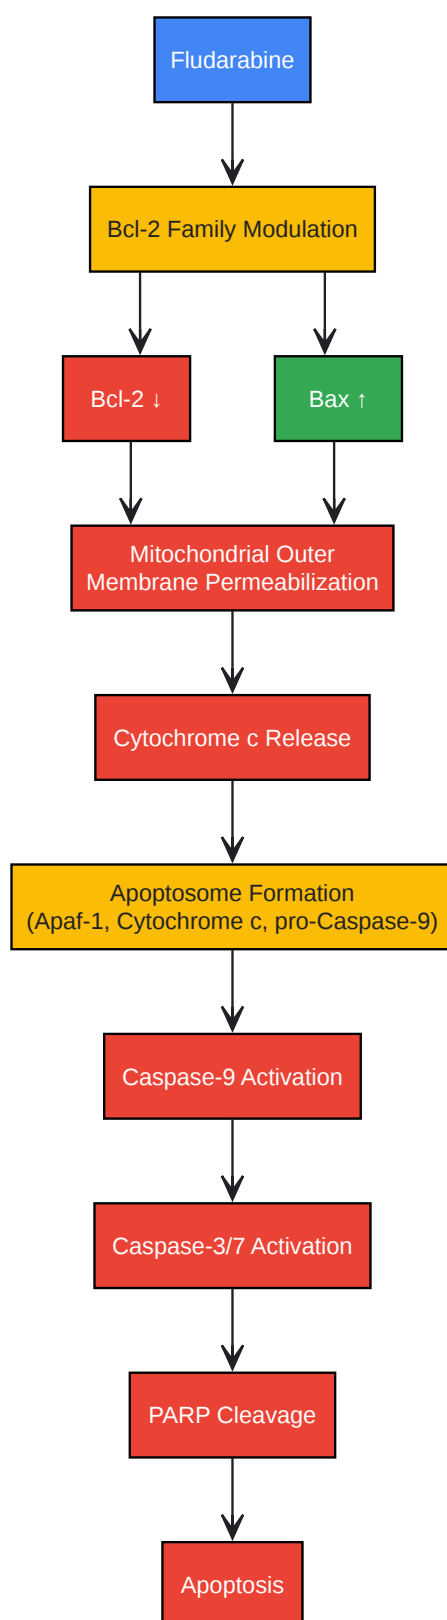 Fludarabine
Bcl-2 Family Modulation
Bcl-2 ↓
Bax ↑
Mitochondrial Outer
Membrane Permeabilization
Cytochrome c Release
Apoptosome Formation
(Apaf-1, Cytochrome c, pro-Caspase-9)
Caspase-9 Activation
Caspase-3/7 Activation
PARP Cleavage
Apoptosis